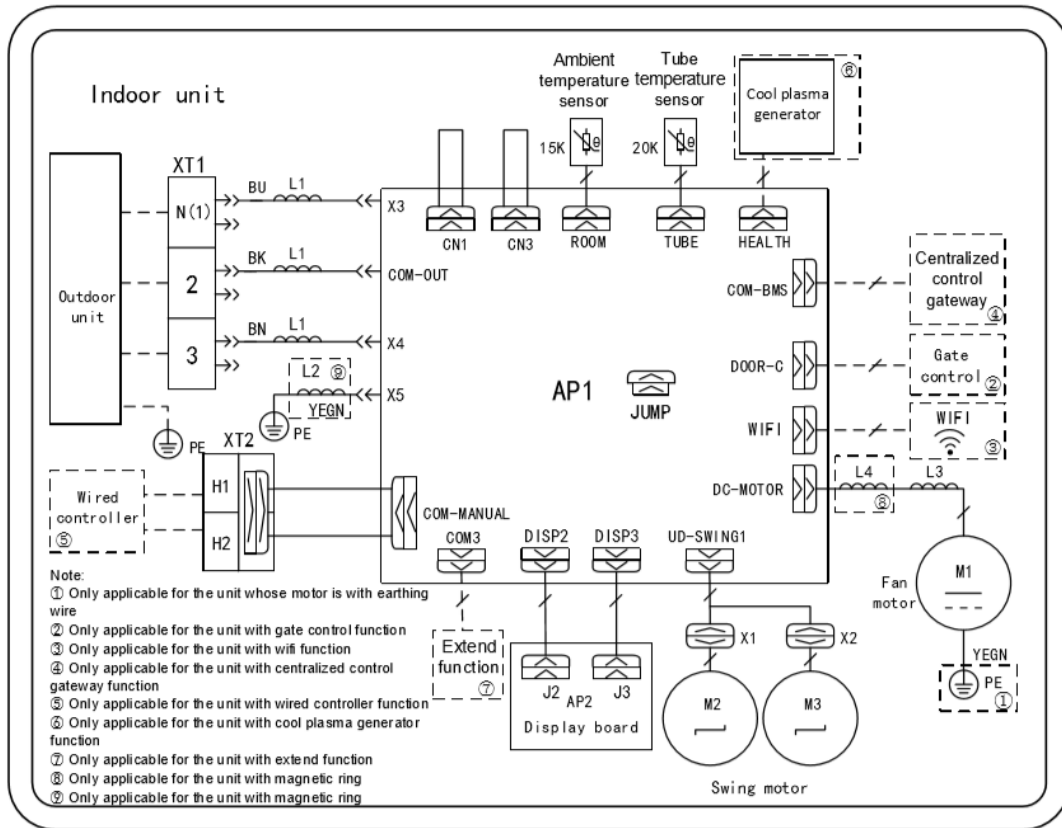 Indoor unit
Ambient
temperature
sensor
Tube
temperature
sensor
⑥
Cool plasma
generator
15K
θ
20K
θ
XT1
Outdoor
unit
N(1)
2
3
BU
L1
X3
BK
L1
COM-OUT
BN
L1
X4
L2
⑨
YEGN
X5
PE
PE
CN1
CN3
ROOM
TUBE
HEALTH
COM-BMS
Centralized
control
gateway
④
DOOR-C
Gate
control
②
WIFI
WIFI
③
AP1
JUMP
DC-MOTOR
L4
⑧
L3
XT2
H1
H2
Wired
controller
⑤
COM-MANUAL
COM3
DISP2
DISP3
UD-SWING1
Extend
function
⑦
J2
J3
AP2
Display board
X1
X2
M2
M3
Swing motor
Fan
motor
M1
YEGN
PE
①
Note:
① Only applicable for the unit whose motor is with earthing
wire
② Only applicable for the unit with gate control function
③ Only applicable for the unit with wifi function
④ Only applicable for the unit with centralized control
gateway function
⑤ Only applicable for the unit with wired controller function
⑥ Only applicable for the unit with cool plasma generator
function
⑦ Only applicable for the unit with extend function
⑧ Only applicable for the unit with magnetic ring
⑨ Only applicable for the unit with magnetic ring